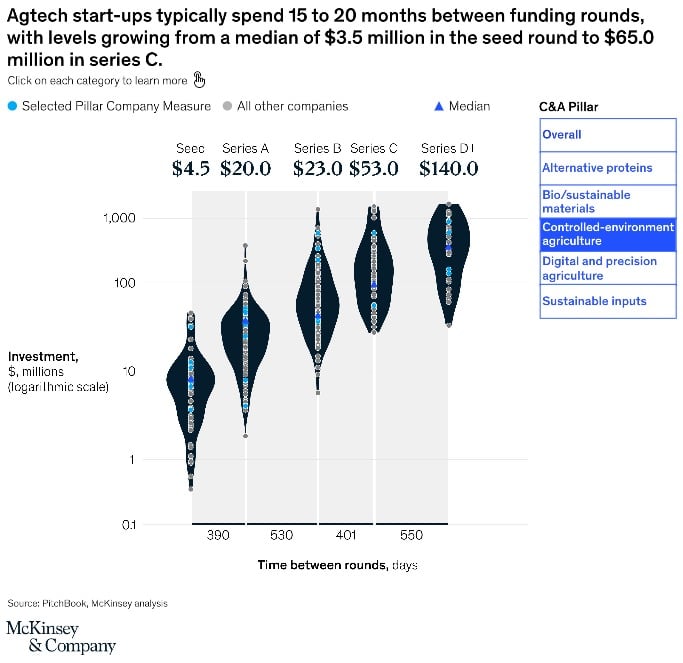 Agtech start-ups typically spend 15 to 20 months between funding rounds,
with levels growing from a median of $3.5 million in the seed round to $65.0
million in series C.
Click on each category to learn more
Selected Pillar Company Measure
All other companies
Median
C&A Pillar
Overall
Alternative proteins
Bio/sustainable
materials
Controlled-environment
agriculture
Digital and precision
agriculture
Sustainable inputs
Seed Series A Series B Series C Series D+
$4.5 $20.0 $23.0 $53.0 $140.0
1,000
100
Investment,
$, millions
(logarithmic scale)
10
1
0.1
390 530 401 550
Time between rounds, days
Source: PitchBook, McKinsey analysis
McKinsey
& Company